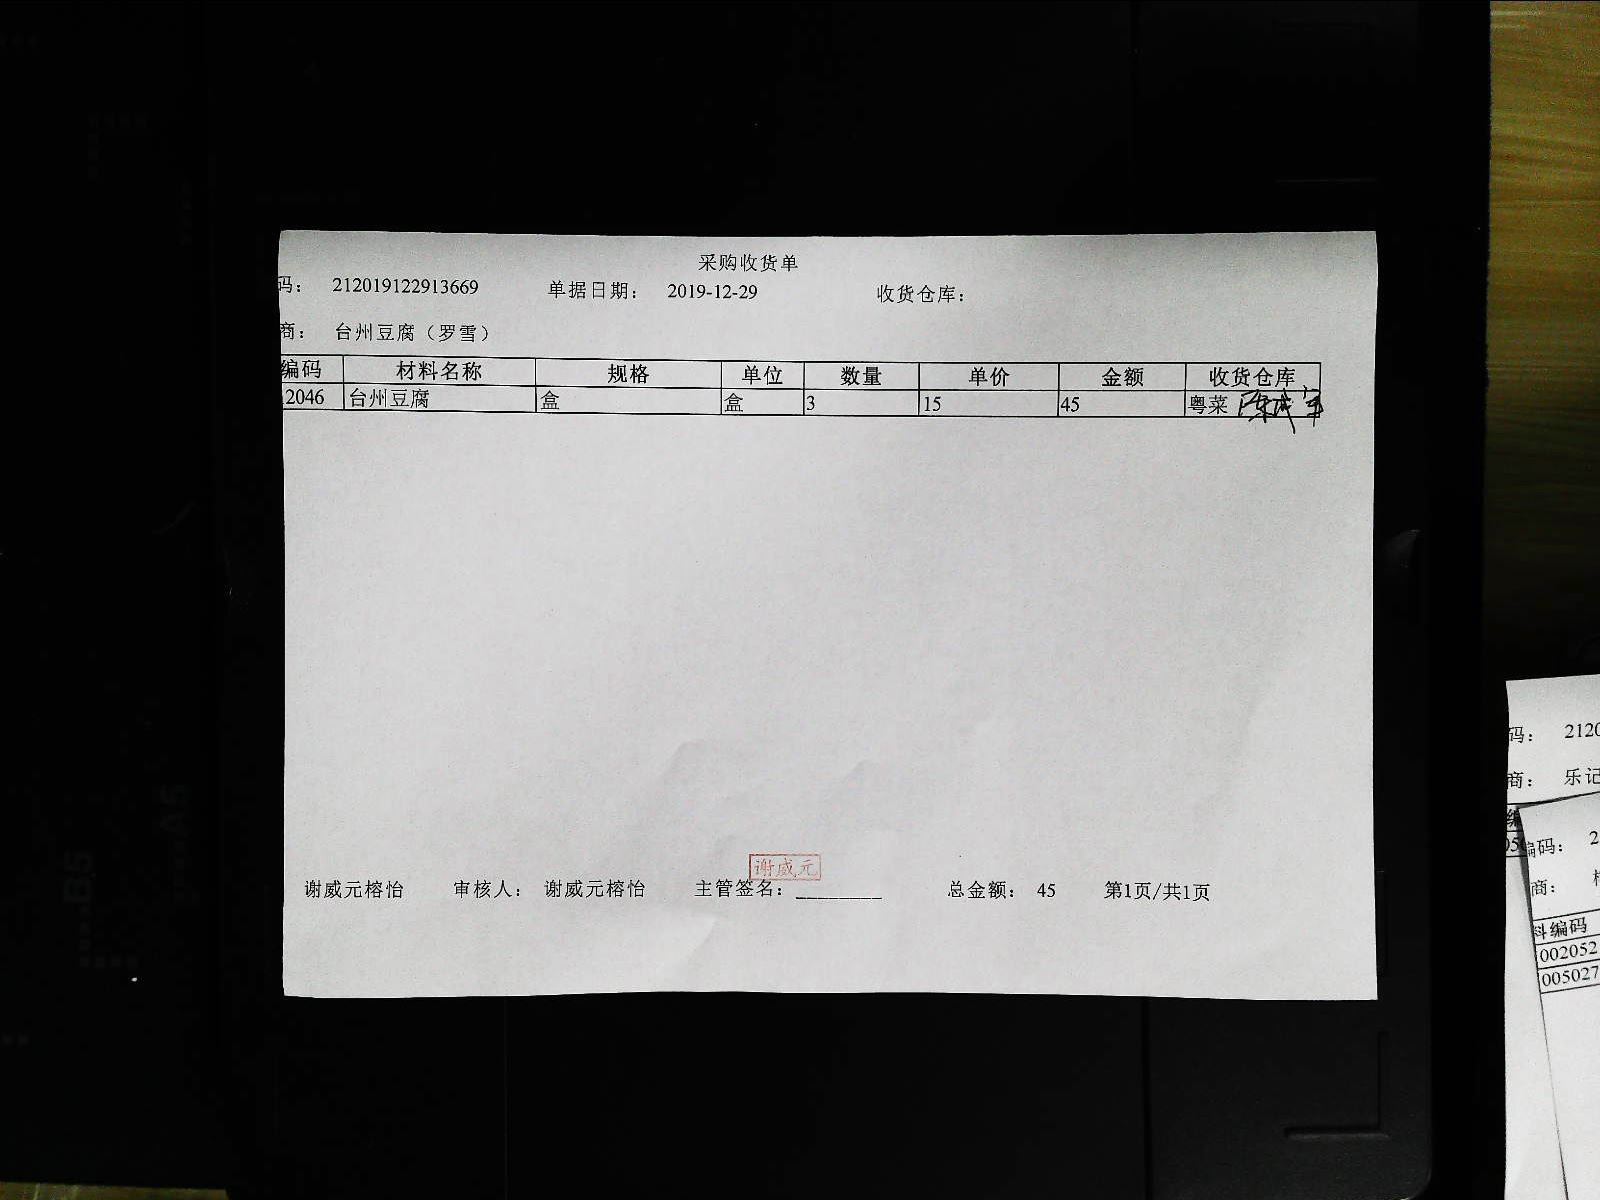 采购收货单
码： 212019122913669 单据日期： 2019-12-29 收货仓库：
商： 台州豆腐（罗雪）
编码 材料名称 规格 单位 数量 单价 金额 收货仓库
2046 台州豆腐 盒 盒 3 15 45 粤菜
谢威元
谢威元榕怡 审核人： 谢威元榕怡 主管签名：________ 总金额： 45 第1页/共1页
码： 2120
商： 乐记
编码： 2
商：
料编码
002052
005027